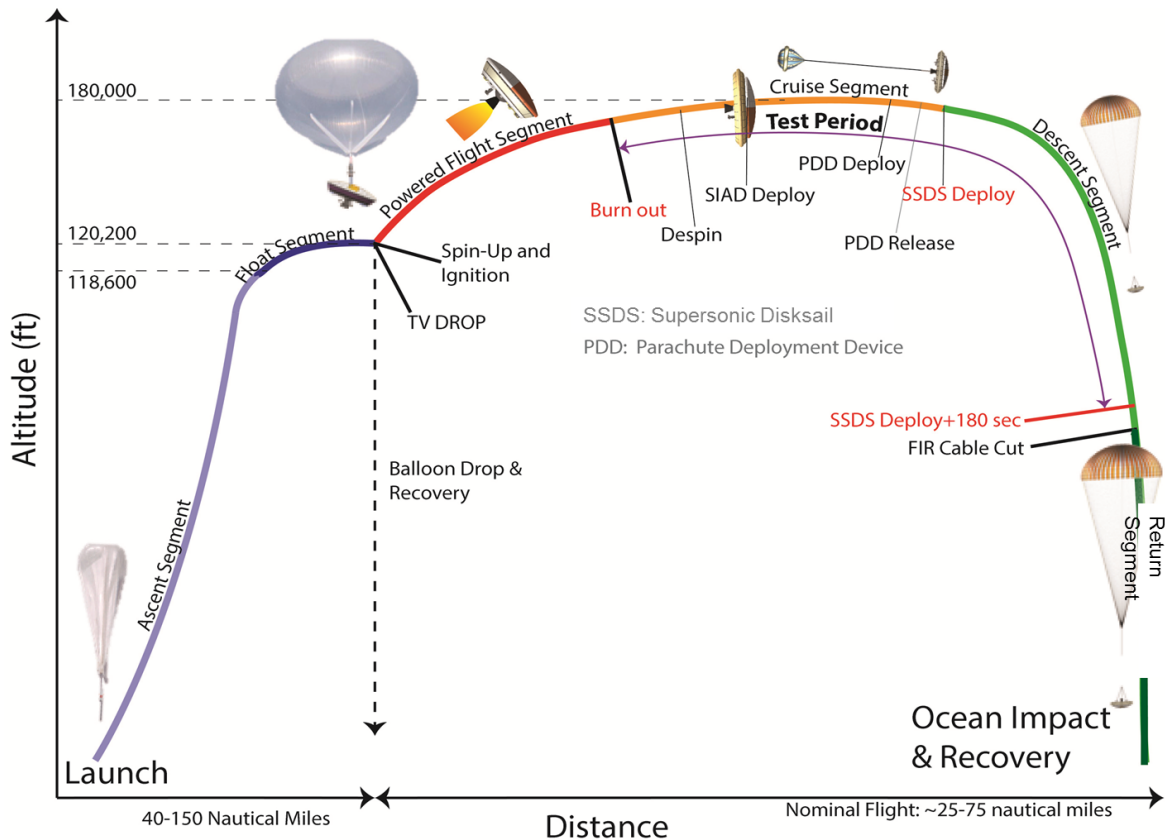 180,000
120,200
118,600
Altitude (ft)
Launch
Ascent Segment
Float Segment
Powered Flight Segment
Cruise Segment
Test Period
Descent Segment
Return
Segment
Burn out
Despin
SIAD Deploy
PDD Deploy
PDD Release
SSDS Deploy
Spin-Up and
Ignition
TV DROP
SSDS: Supersonic Disksail
PDD: Parachute Deployment Device
SSDS Deploy+180 sec
FIR Cable Cut
Balloon Drop &
Recovery
Ocean Impact
& Recovery
40-150 Nautical Miles
Distance
Nominal Flight: ~25-75 nautical miles